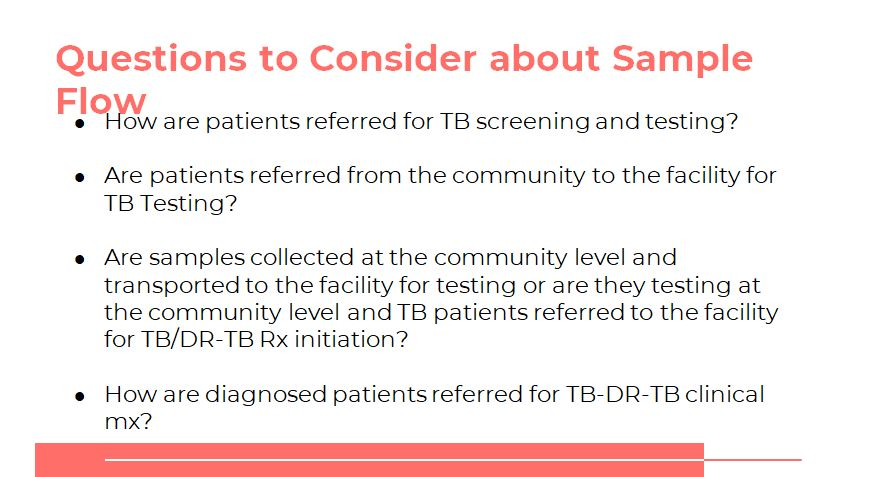 Questions to Consider about Sample
Flow
● How are patients referred for TB screening and testing?
● Are patients referred from the community to the facility for
TB Testing?
● Are samples collected at the community level and
transported to the facility for testing or are they testing at
the community level and TB patients referred to the facility
for TB/DR-TB Rx initiation?
● How are diagnosed patients referred for TB-DR-TB clinical
mx?